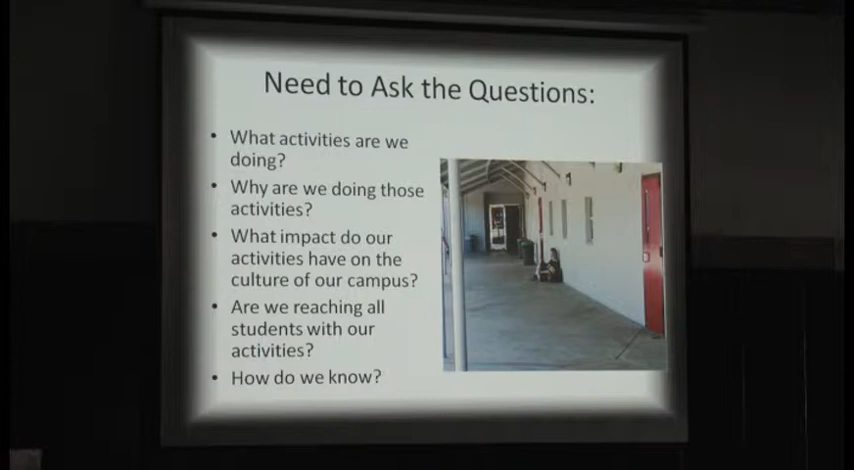 Need to Ask the Questions:
• What activities are we
doing?
• Why are we doing those
activities?
• What impact do our
activities have on the
culture of our campus?
• Are we reaching all
students with our
activities?
• How do we know?